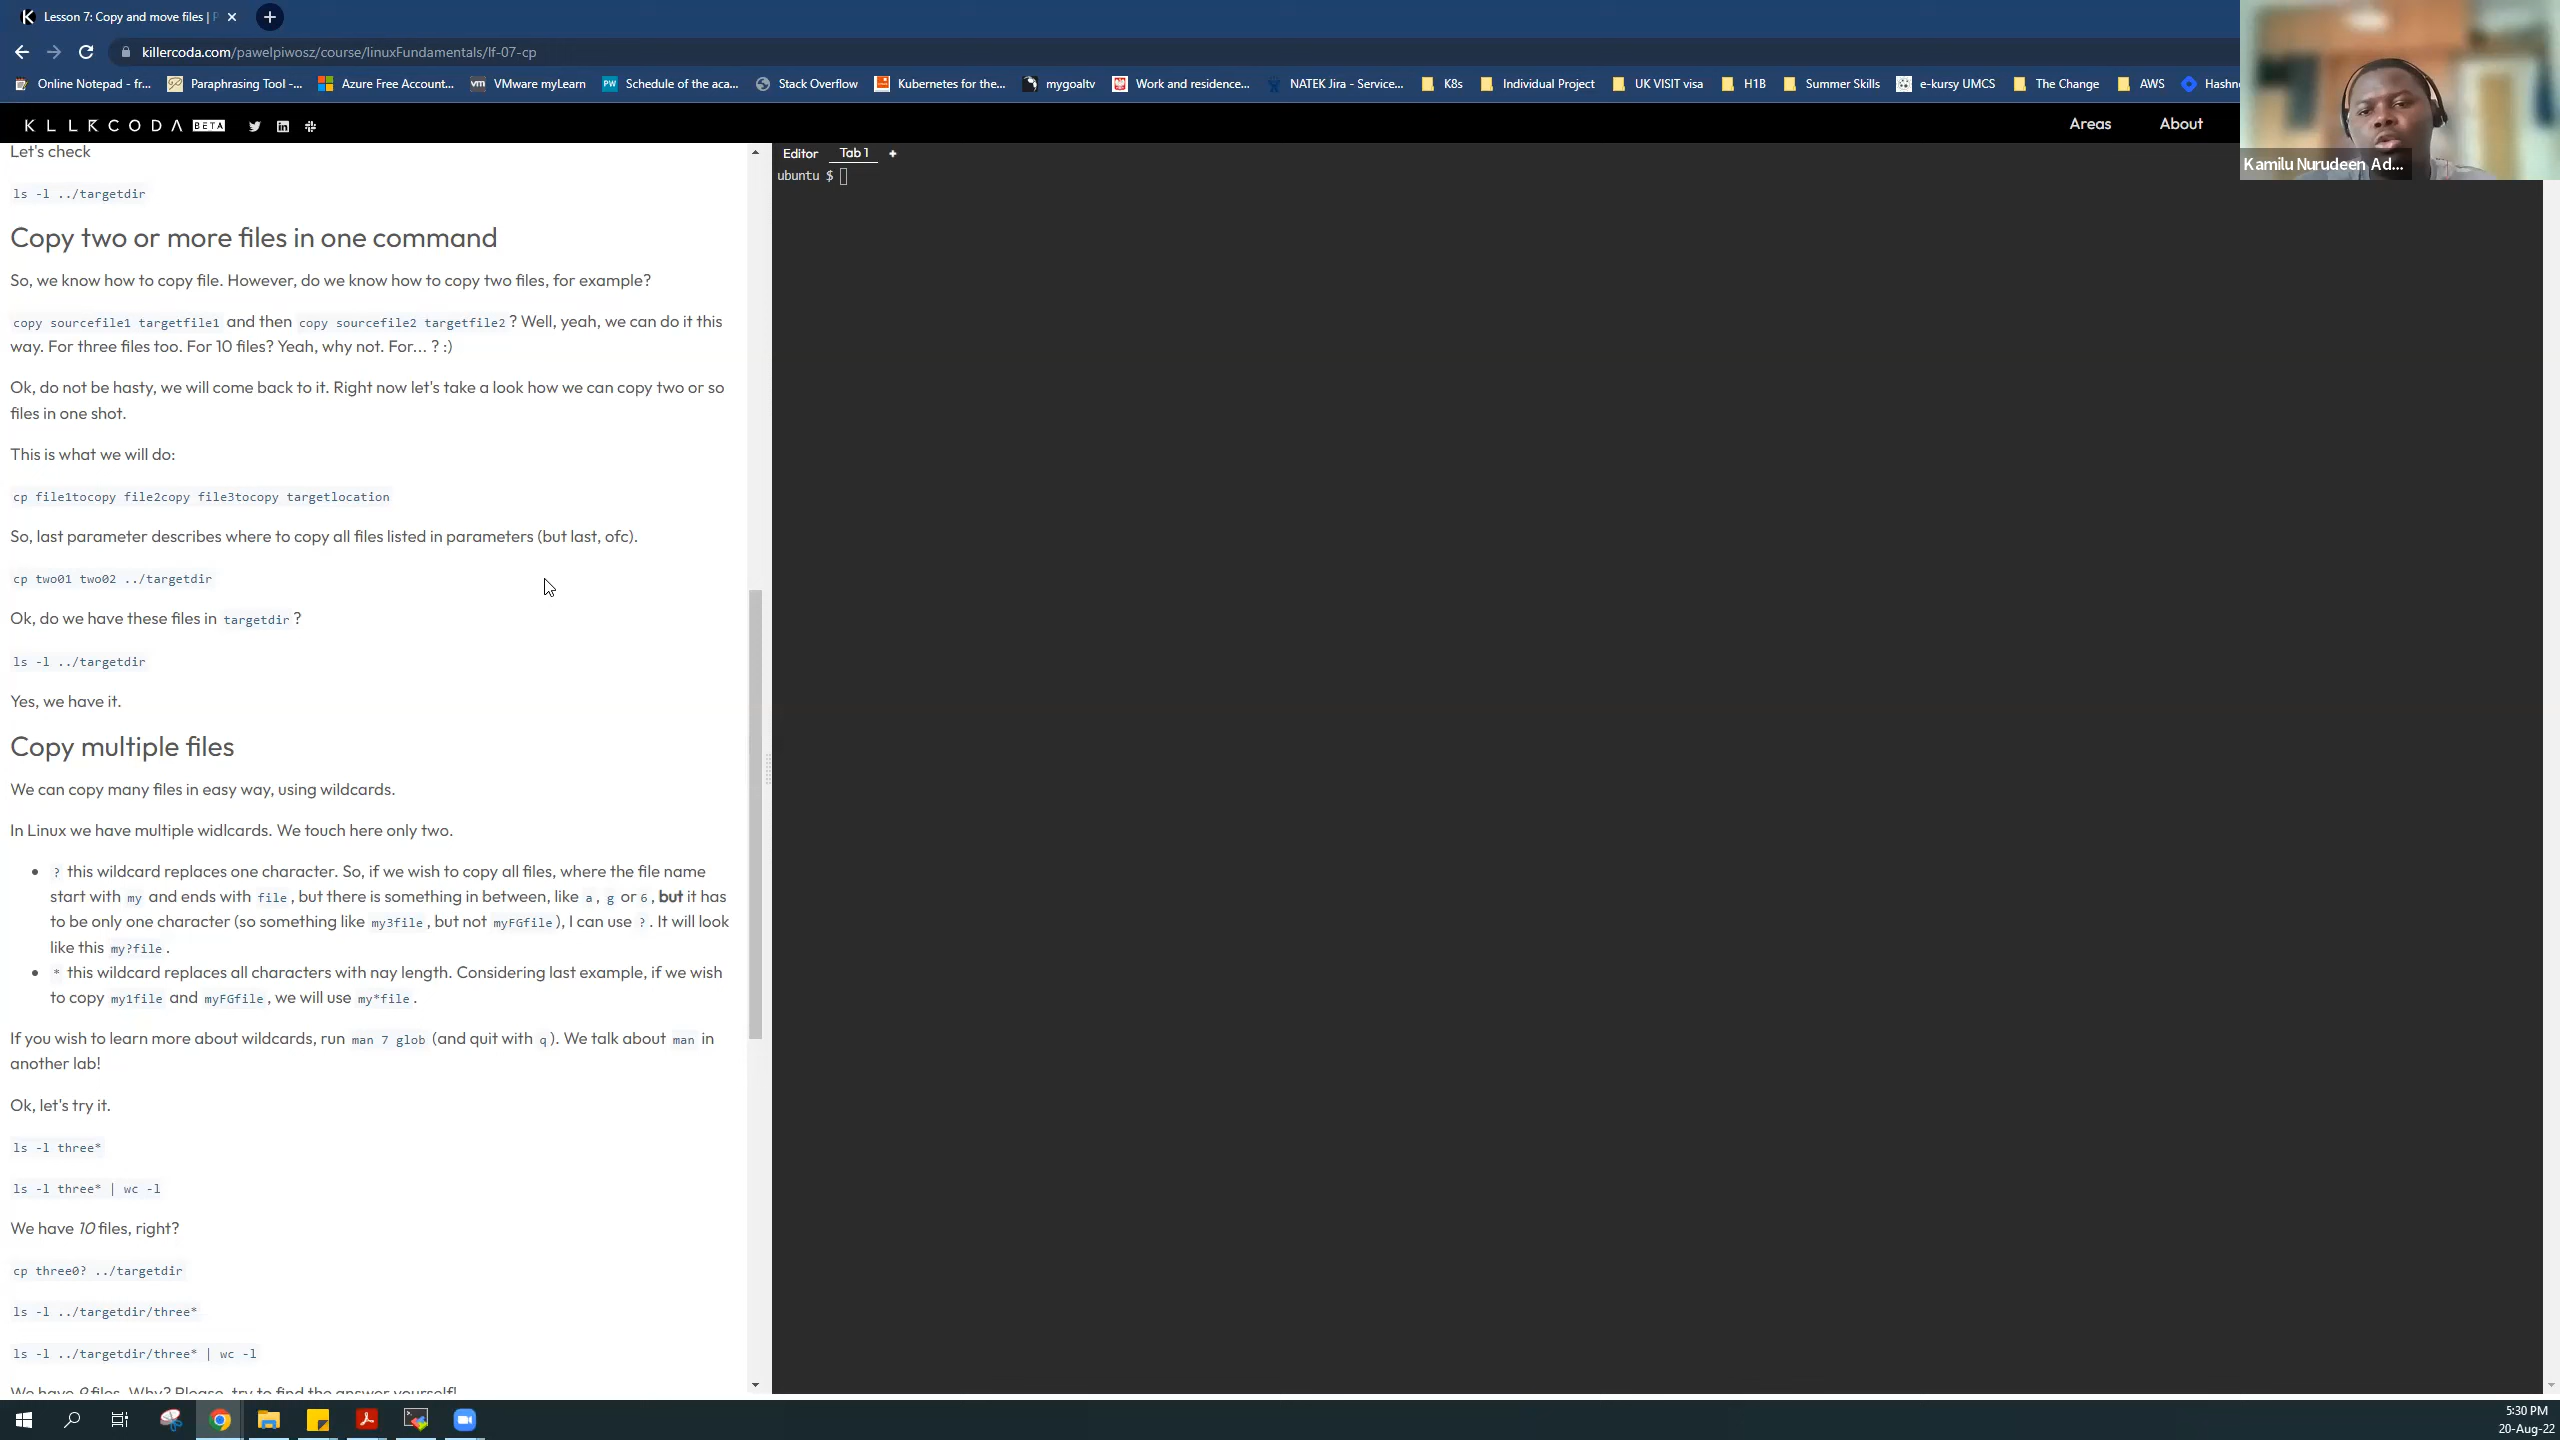 Lesson 7: Copy and move files | P
killercoda.com/pawelpiwosz/course/linuxFundamentals/lf-07-cp
Online Notepad - fr... Paraphrasing Tool -... Azure Free Account... VMware myLearn Schedule of the aca... Stack Overflow Kubernetes for the... mygoaltv Work and residence... NATEK Jira - Service... K8s Individual Project UK VISIT visa H1B Summer Skills e-kursy UMCS The Change AWS Hashn
KLLRCODA BETA
Areas About
Kamilu Nurudeen Ad...
Let's check
ls -l ../targetdir
Copy two or more files in one command
So, we know how to copy file. However, do we know how to copy two files, for example?
copy sourcefile1 targetfile1 and then copy sourcefile2 targetfile2 ? Well, yeah, we can do it this
way. For three files too. For 10 files? Yeah, why not. For... ? :)
Ok, do not be hasty, we will come back to it. Right now let's take a look how we can copy two or so
files in one shot.
This is what we will do:
cp file1tocopy file2copy file3tocopy targetlocation
So, last parameter describes where to copy all files listed in parameters (but last, ofc).
cp two01 two02 ../targetdir
Ok, do we have these files in targetdir ?
ls -l ../targetdir
Yes, we have it.
Copy multiple files
We can copy many files in easy way, using wildcards.
In Linux we have multiple widlcards. We touch here only two.
? this wildcard replaces one character. So, if we wish to copy all files, where the file name
start with my and ends with file , but there is something in between, like a , g or 6 , but it has
to be only one character (so something like my3file , but not myFGfile ), I can use ? . It will look
like this my?file .
* this wildcard replaces all characters with nay length. Considering last example, if we wish
to copy my1file and myFGfile , we will use my*file .
If you wish to learn more about wildcards, run man 7 glob (and quit with q ). We talk about man in
another lab!
Ok, let's try it.
ls -l three*
ls -l three* | wc -l
We have 10 files, right?
cp three0? ../targetdir
ls -l ../targetdir/three*
ls -l ../targetdir/three* | wc -l
We have 9 files. Why? Please, try to find the answer yourself!
Editor Tab 1 +
ubuntu $
5:30 PM
20-Aug-22